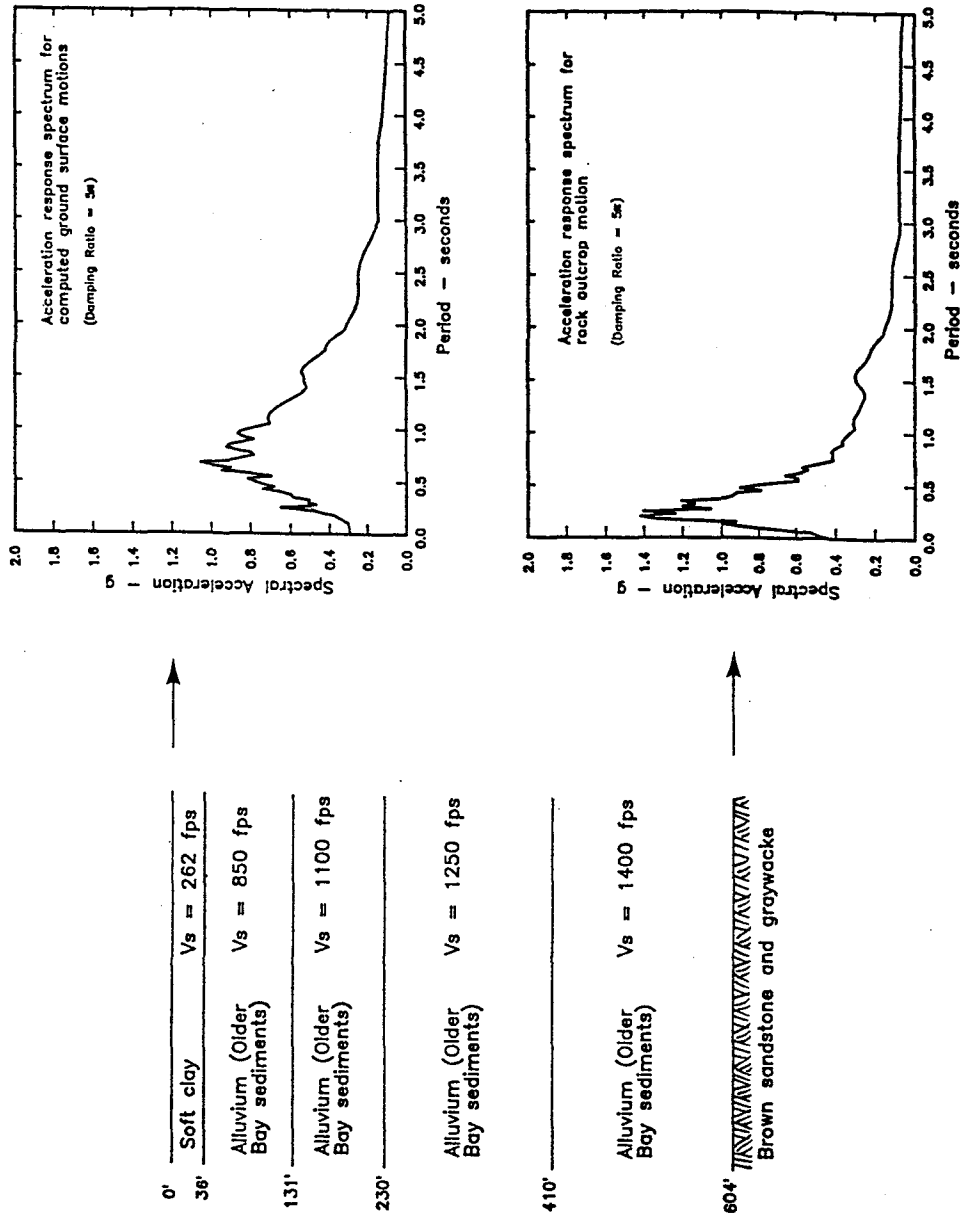 0'
Soft clay Vs = 262 fps
36'
Alluvium (Older Vs = 850 fps
Bay sediments)
131'
Alluvium (Older Vs = 1100 fps
Bay sediments)
230'
Alluvium (Older Vs = 1250 fps
Bay sediments)
410'
Alluvium (Older Vs = 1400 fps
Bay sediments)
604'
Brown sandstone and graywacke
Acceleration response spectrum for
computed ground surface motions
(Damping Ratio = 5%)
Spectral Acceleration - g
2.0
1.8
1.6
1.4
1.2
1.0
0.8
0.6
0.4
0.2
0.0
0.0 0.5 1.0 1.5 2.0 2.5 3.0 3.5 4.0 4.5 5.0
Period - seconds
Acceleration response spectrum for
rock outcrop motion
(Damping Ratio = 5%)
Spectral Acceleration - g
2.0
1.8
1.6
1.4
1.2
1.0
0.8
0.6
0.4
0.2
0.0
0.0 0.5 1.0 1.5 2.0 2.5 3.0 3.5 4.0 4.5 5.0
Period - seconds